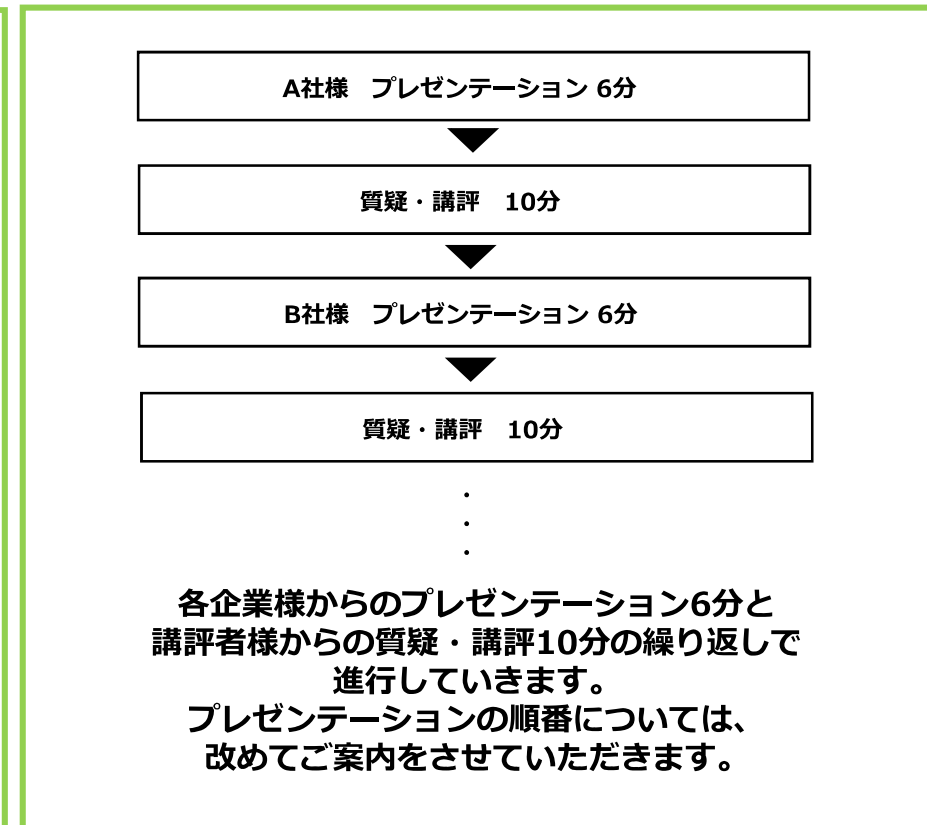 A社様　プレゼンテーション 6分
質疑・講評　10分
B社様　プレゼンテーション 6分
質疑・講評　10分
・
・
・
各企業様からのプレゼンテーション6分と
講評者様からの質疑・講評10分の繰り返しで
進行していきます。
プレゼンテーションの順番については、
改めてご案内をさせていただきます。